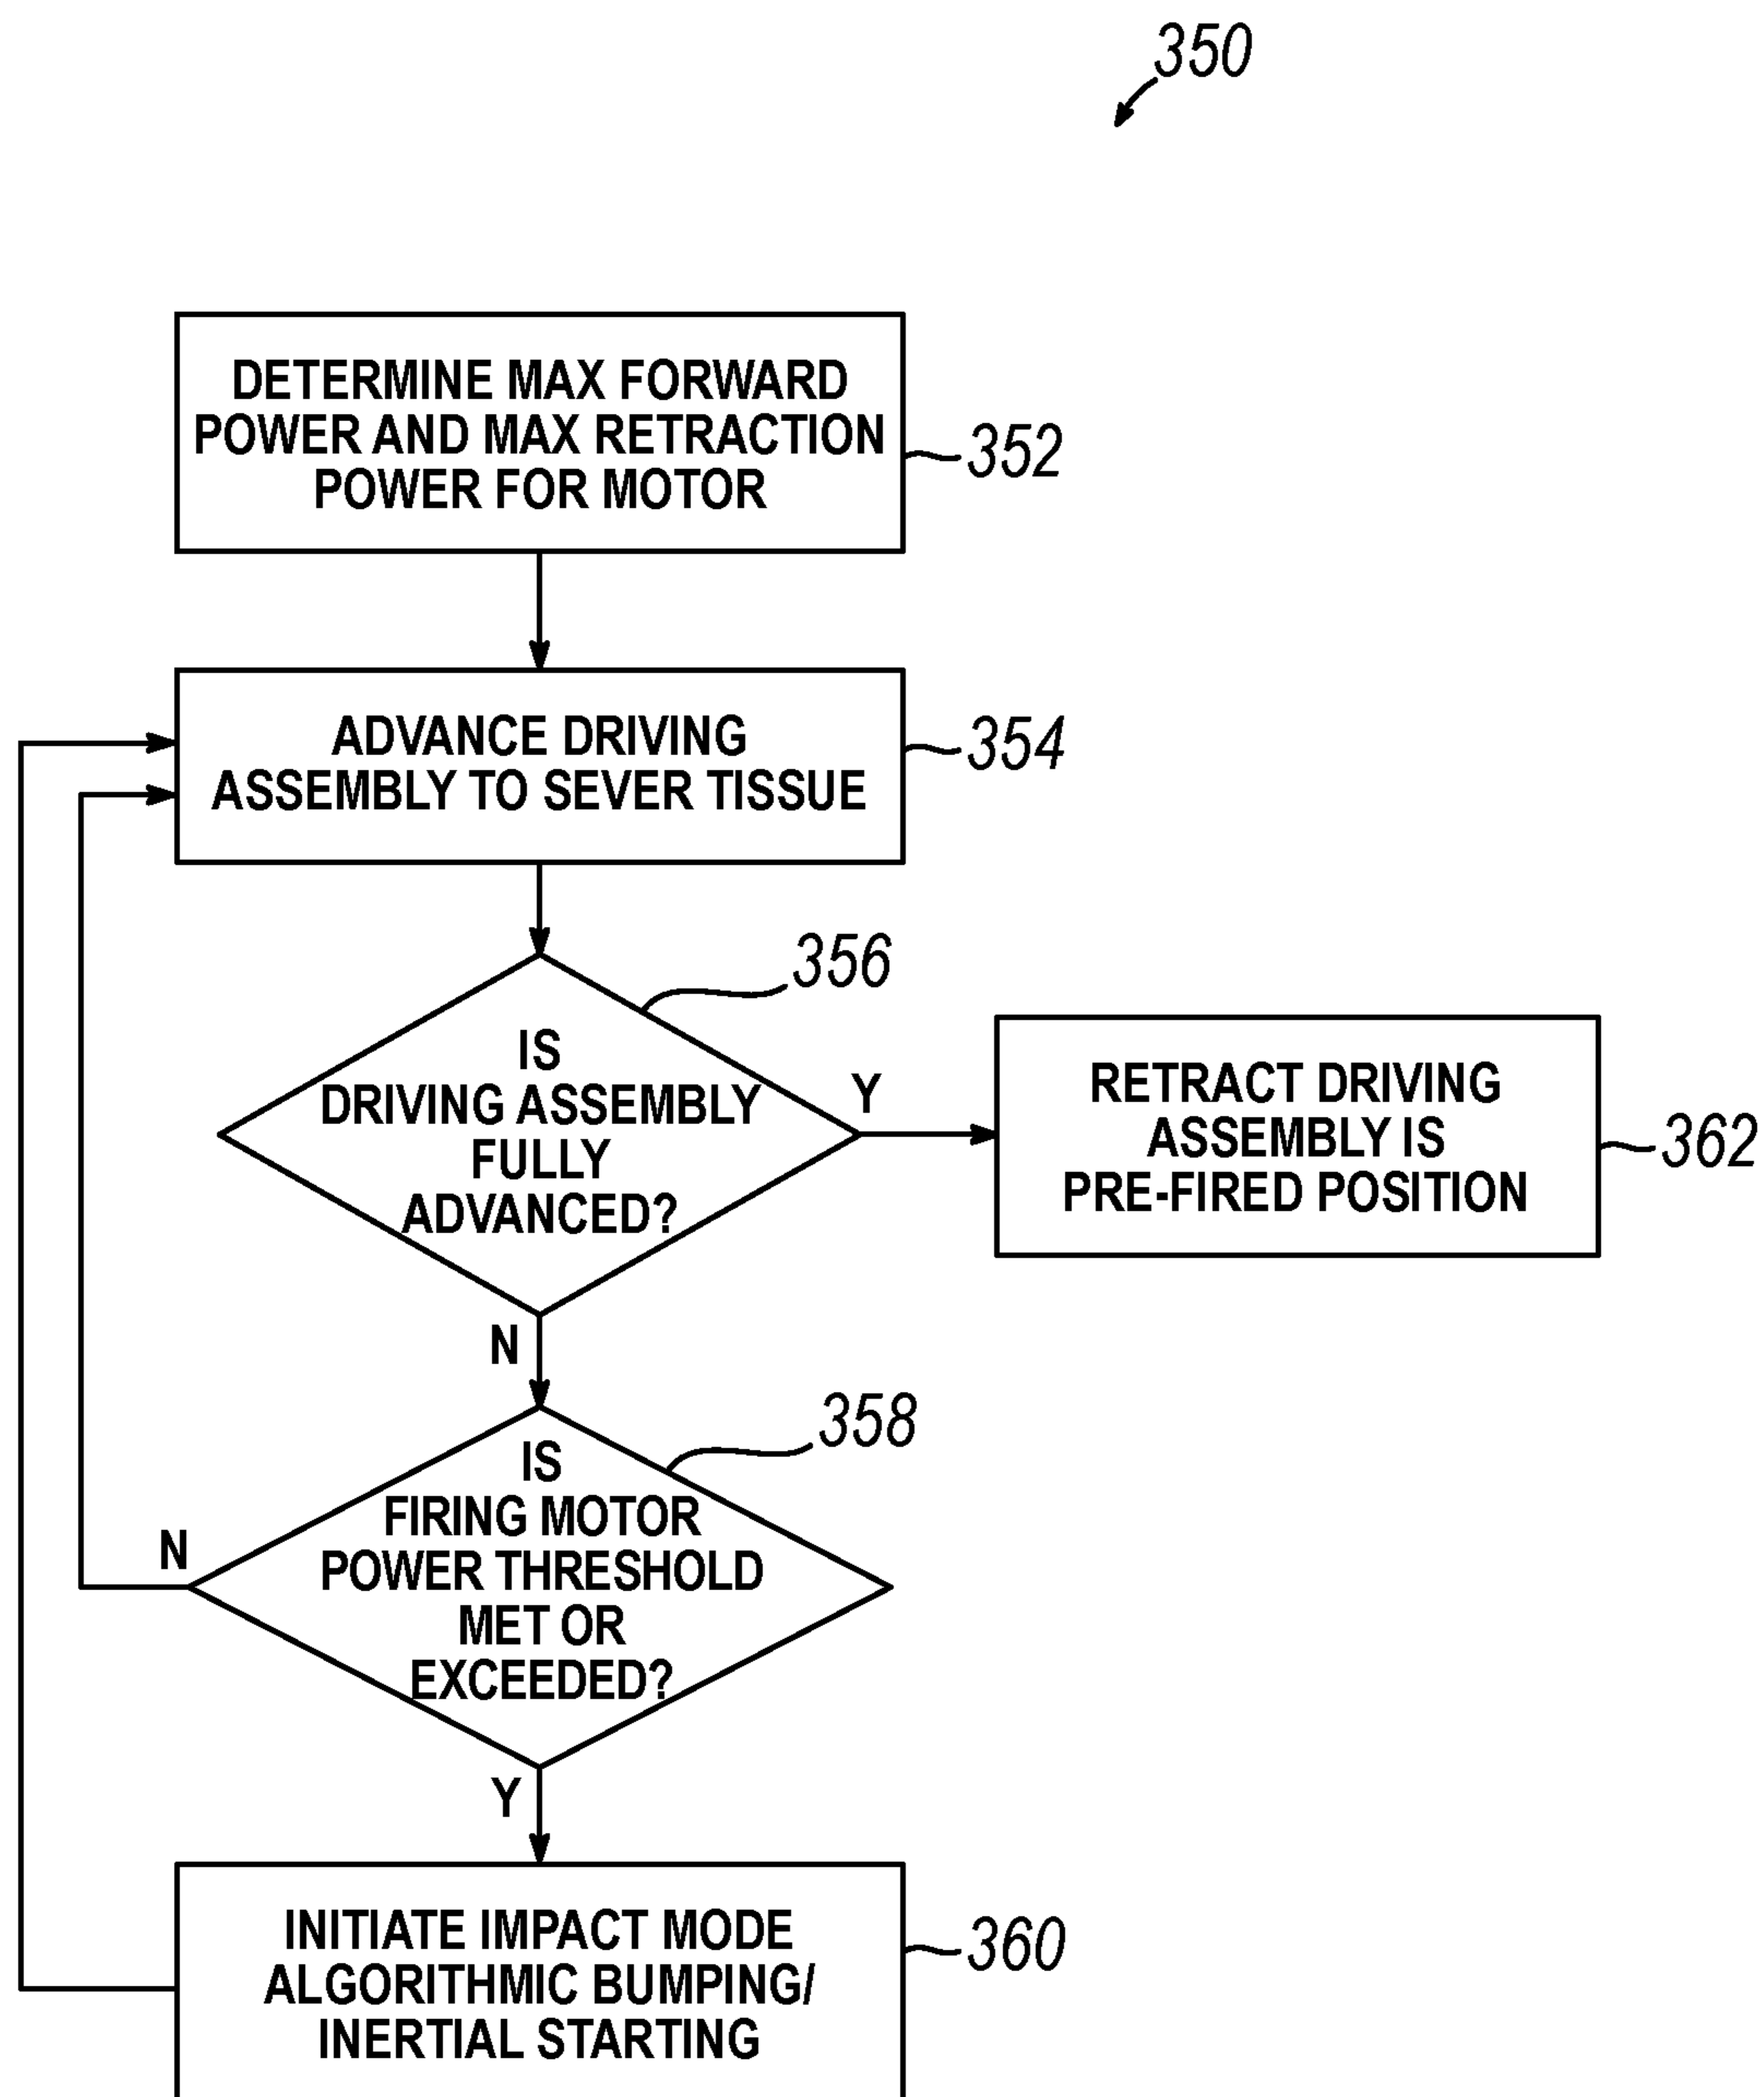 350
DETERMINE MAX FORWARD
POWER AND MAX RETRACTION
POWER FOR MOTOR
352
ADVANCE DRIVING
ASSEMBLY TO SEVER TISSUE
354
356
IS
DRIVING ASSEMBLY
FULLY
ADVANCED?
Y
RETRACT DRIVING
ASSEMBLY IS
PRE-FIRED POSITION
362
N
358
IS
FIRING MOTOR
POWER THRESHOLD
MET OR
EXCEEDED?
N
Y
INITIATE IMPACT MODE
ALGORITHMIC BUMPING/
INERTIAL STARTING
360